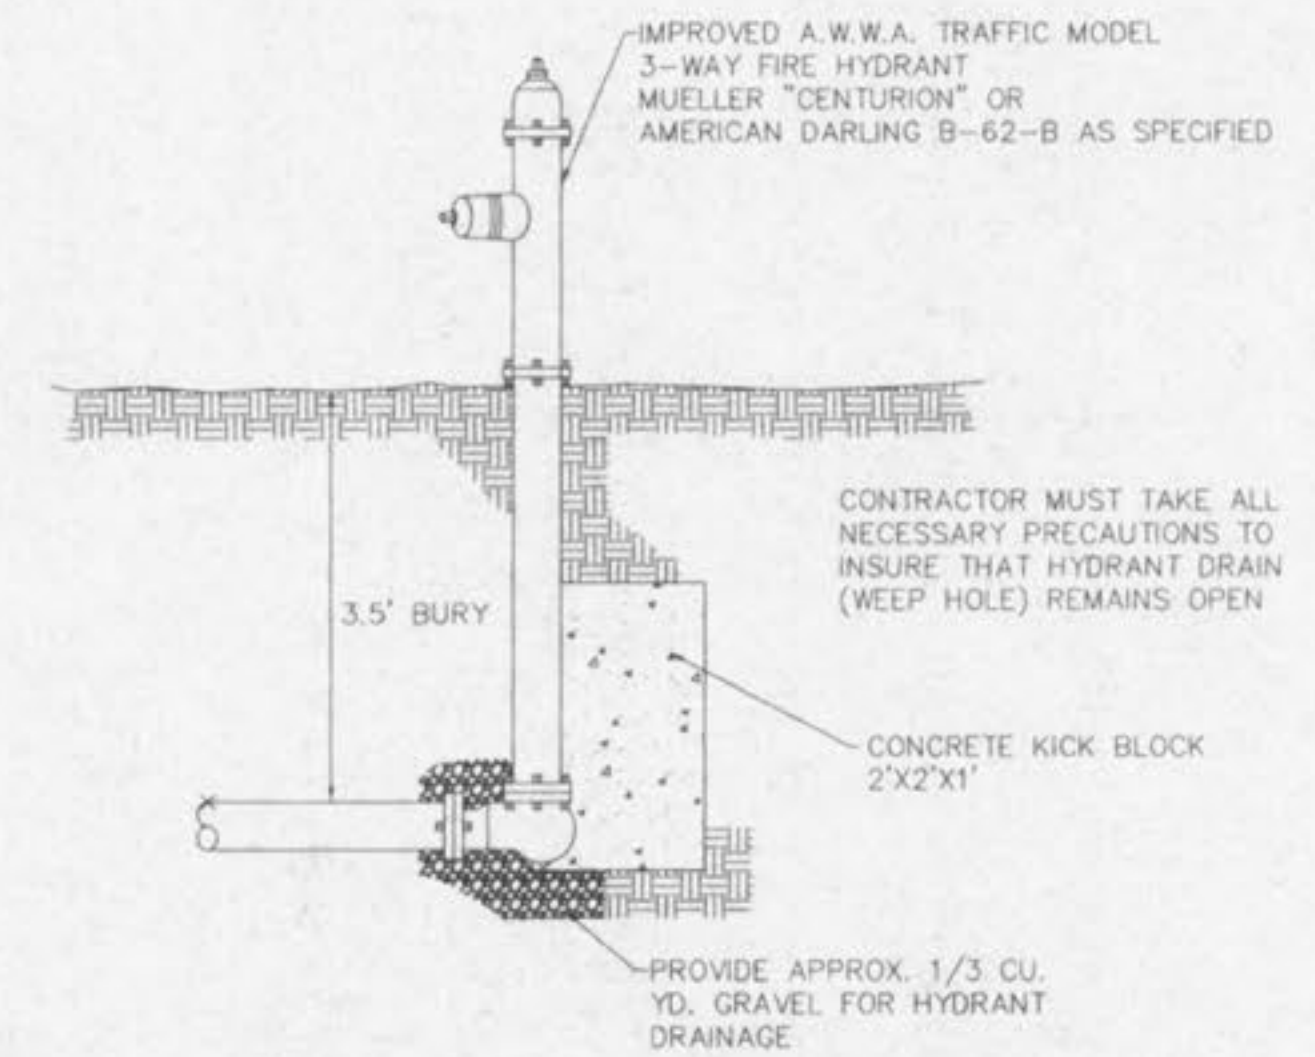 IMPROVED A.W.W.A. TRAFFIC MODEL
3-WAY FIRE HYDRANT
MUELLER "CENTURION" OR
AMERICAN DARLING B-62-B AS SPECIFIED
CONTRACTOR MUST TAKE ALL
NECESSARY PRECAUTIONS TO
INSURE THAT HYDRANT DRAIN
(WEEP HOLE) REMAINS OPEN
3.5' BURY
CONCRETE KICK BLOCK
2'X2'X1'
PROVIDE APPROX. 1/3 CU.
YD. GRAVEL FOR HYDRANT
DRAINAGE